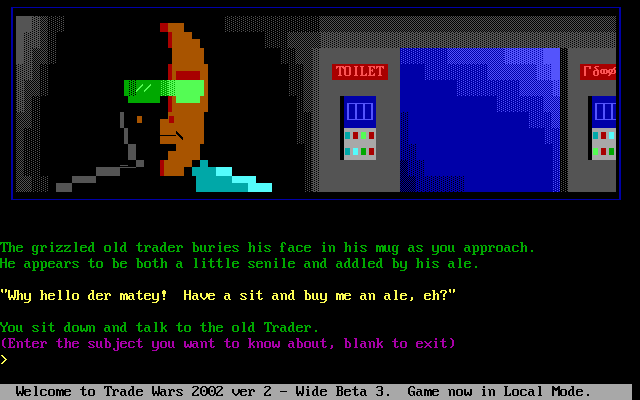 TOILET
Γδσø
The grizzled old trader buries his face in his mug as you approach.
He appears to be both a little senile and addled by his ale.
"Why hello der matey!  Have a sit and buy me an ale, eh?"
You sit down and talk to the old Trader.
(Enter the subject you want to know about, blank to exit)
>
Welcome to Trade Wars 2002 ver 2 - Wide Beta 3.  Game now in Local Mode.